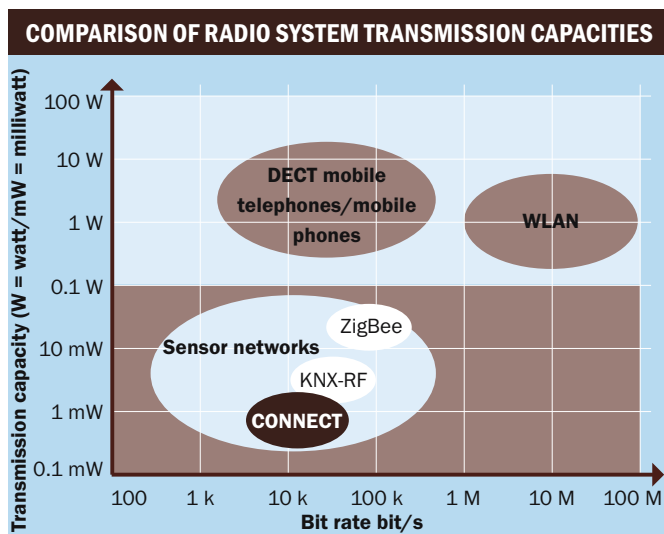 COMPARISON OF RADIO SYSTEM TRANSMISSION CAPACITIES
Transmission capacity (W = watt/mW = milliwatt)
100 W
10 W
1 W
0.1 W
10 mW
1 mW
0.1 mW
DECT mobile
telephones/mobile
phones
WLAN
ZigBee
Sensor networks
KNX-RF
CONNECT
100 1 k 10 k 100 k 1 M 10 M 100 M
Bit rate bit/s